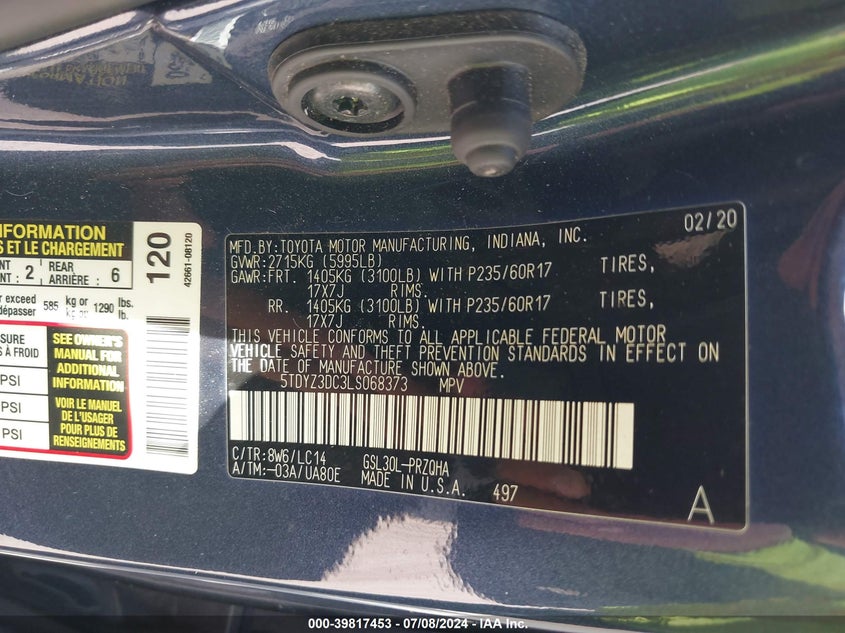 INFORMATION
ET LE CHARGEMENT
2 REAR 6
ARRIÈRE :
exceed 585 kg or 1290 lbs.
dépasser lb.
À FROID
PSI
PSI
PSI
SEE OWNER'S
MANUAL FOR
ADDITIONAL
INFORMATION
VOIR LE MANUEL
DE L'USAGER
POUR PLUS DE
RENSEIGNEMENTS
120
42661-08120
02/20
MFD.BY:TOYOTA MOTOR MANUFACTURING, INDIANA, INC.
GVWR:2715KG (5995LB)
GAWR:FRT. 1405KG (3100LB) WITH P235/60R17 TIRES,
17X7J RIMS.
RR. 1405KG (3100LB) WITH P235/60R17 TIRES,
17X7J RIMS.
THIS VEHICLE CONFORMS TO ALL APPLICABLE FEDERAL MOTOR
VEHICLE SAFETY AND THEFT PREVENTION STANDARDS IN EFFECT ON
THE DATE OF MANUFACTURE SHOWN ABOVE.
5TDYZ3DC3LS068373 MPV
C/TR:8W6/LC14 GSL30L-PRZQHA
A/TM:-03A/UA80E MADE IN U.S.A. 497
A
000-39817453 - 07/08/2024 - IAA Inc.